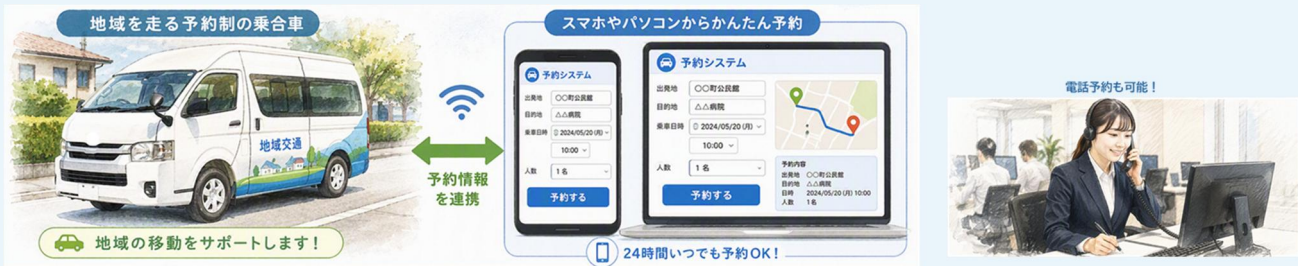 地域を走る予約制の乗合車
地域交通
地域の移動をサポートします！
予約情報
を連携
スマホやパソコンからかんたん予約
予約システム
出発地 〇〇町公民館
目的地 △△病院
乗車日時 2024/05/20 (月)
10:00
人数 1 名
予約する
予約システム
出発地 〇〇町公民館
目的地 △△病院
乗車日時 2024/05/20 (月)
10:00
人数 1 名
予約する
予約内容
出発地 〇〇町公民館
目的地 △△病院
日時 2024/05/20(月) 10:00
人数 1名
24時間いつでも予約OK！
電話予約も可能！